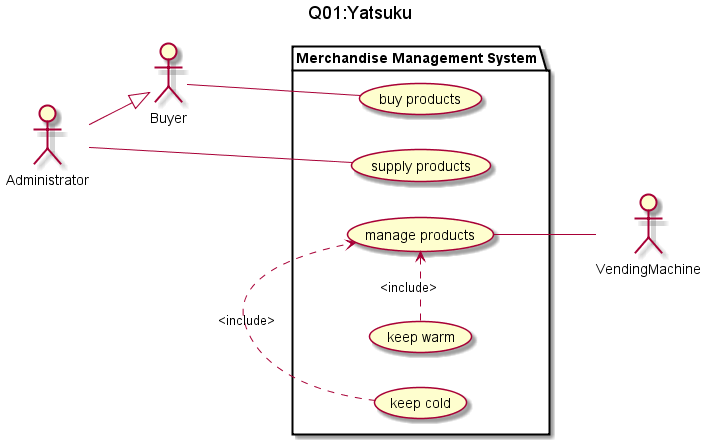 Q01:Yatsuku
Merchandise Management System
buy products
Buyer
supply products
Administrator
manage products
VendingMachine
<include>
<include>
keep warm
keep cold